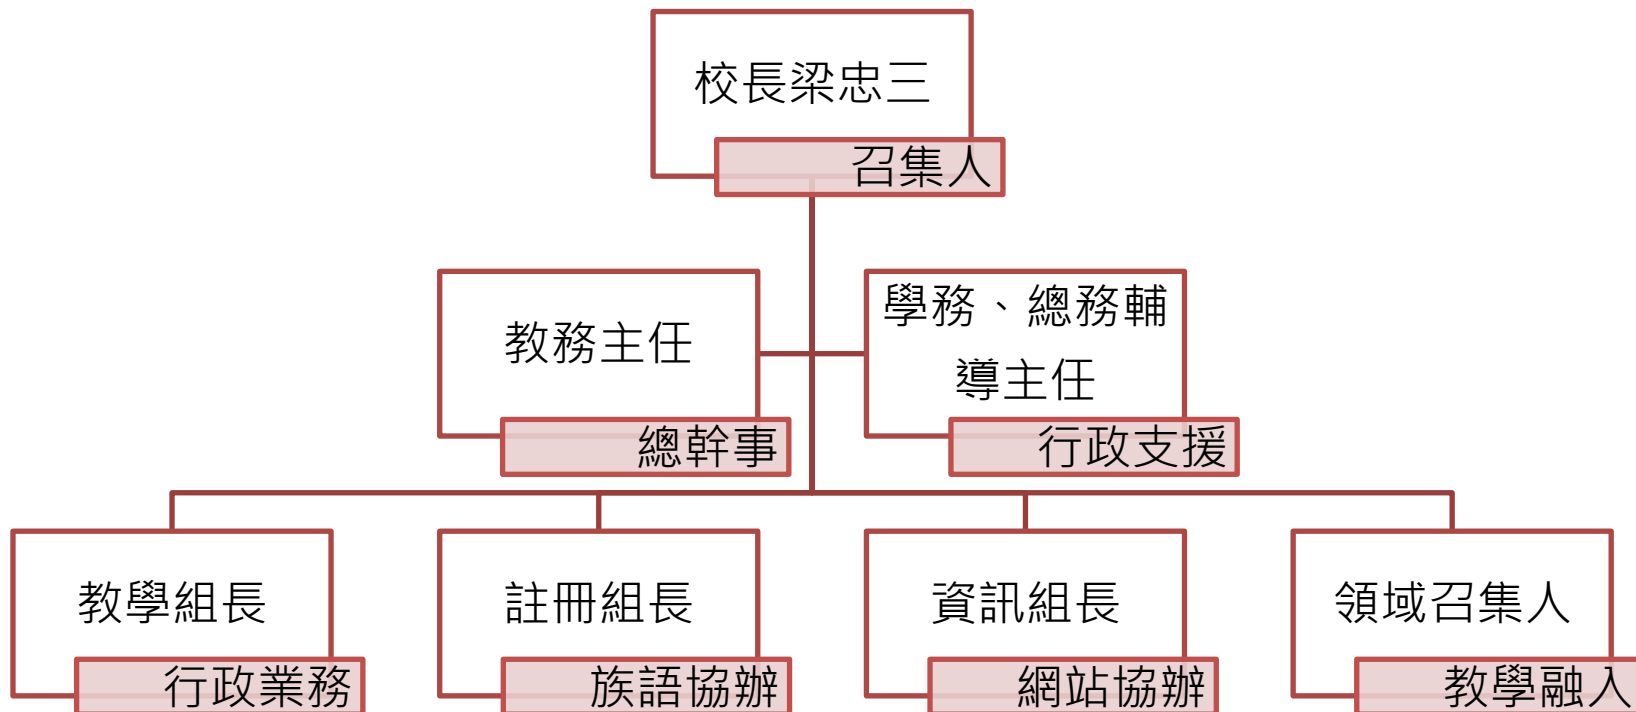 校長梁忠三
召集人
教務主任
總幹事
學務、總務輔
導主任
行政支援
教學組長
行政業務
註冊組長
族語協辦
資訊組長
網站協辦
領域召集人
教學融入